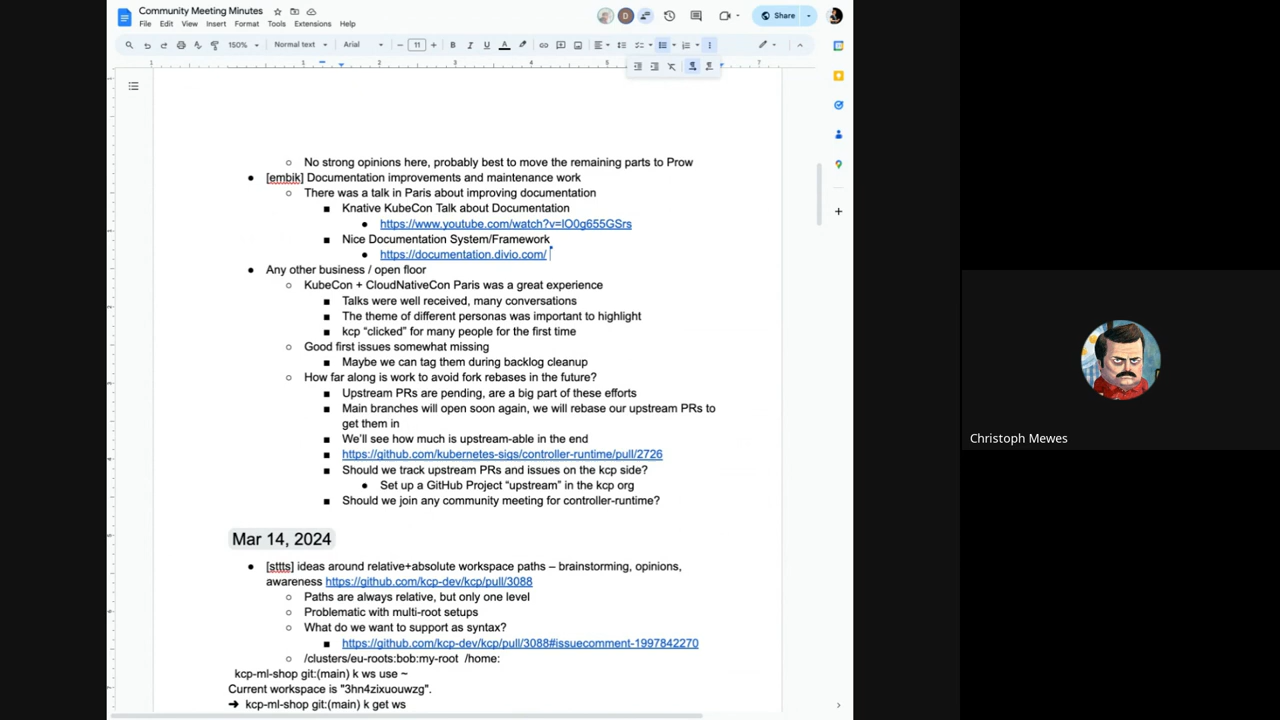 Community Meeting Minutes
File Edit View Insert Format Tools Extensions Help
D
Share
150% Normal text Arial 11
B I U A
1 1 2 3 4 5 7
No strong opinions here, probably best to move the remaining parts to Prow
[embik] Documentation improvements and maintenance work
There was a talk in Paris about improving documentation
Knative KubeCon Talk about Documentation
https://www.youtube.com/watch?v=IO0g655GSrs
Nice Documentation System/Framework
https://documentation.divio.com/
Any other business / open floor
KubeCon + CloudNativeCon Paris was a great experience
Talks were well received, many conversations
The theme of different personas was important to highlight
kcp “clicked” for many people for the first time
Good first issues somewhat missing
Maybe we can tag them during backlog cleanup
How far along is work to avoid fork rebases in the future?
Upstream PRs are pending, are a big part of these efforts
Main branches will open soon again, we will rebase our upstream PRs to
get them in
We’ll see how much is upstream-able in the end
https://github.com/kubernetes-sigs/controller-runtime/pull/2726
Should we track upstream PRs and issues on the kcp side?
Set up a GitHub Project “upstream” in the kcp org
Should we join any community meeting for controller-runtime?
Mar 14, 2024
[sttts] ideas around relative+absolute workspace paths – brainstorming, opinions,
awareness https://github.com/kcp-dev/kcp/pull/3088
Paths are always relative, but only one level
Problematic with multi-root setups
What do we want to support as syntax?
https://github.com/kcp-dev/kcp/pull/3088#issuecomment-1997842270
/clusters/eu-roots:bob:my-root /home:
kcp-ml-shop git:(main) k ws use ~
Current workspace is "3hn4zixuouwzg".
➜ kcp-ml-shop git:(main) k get ws
Christoph Mewes